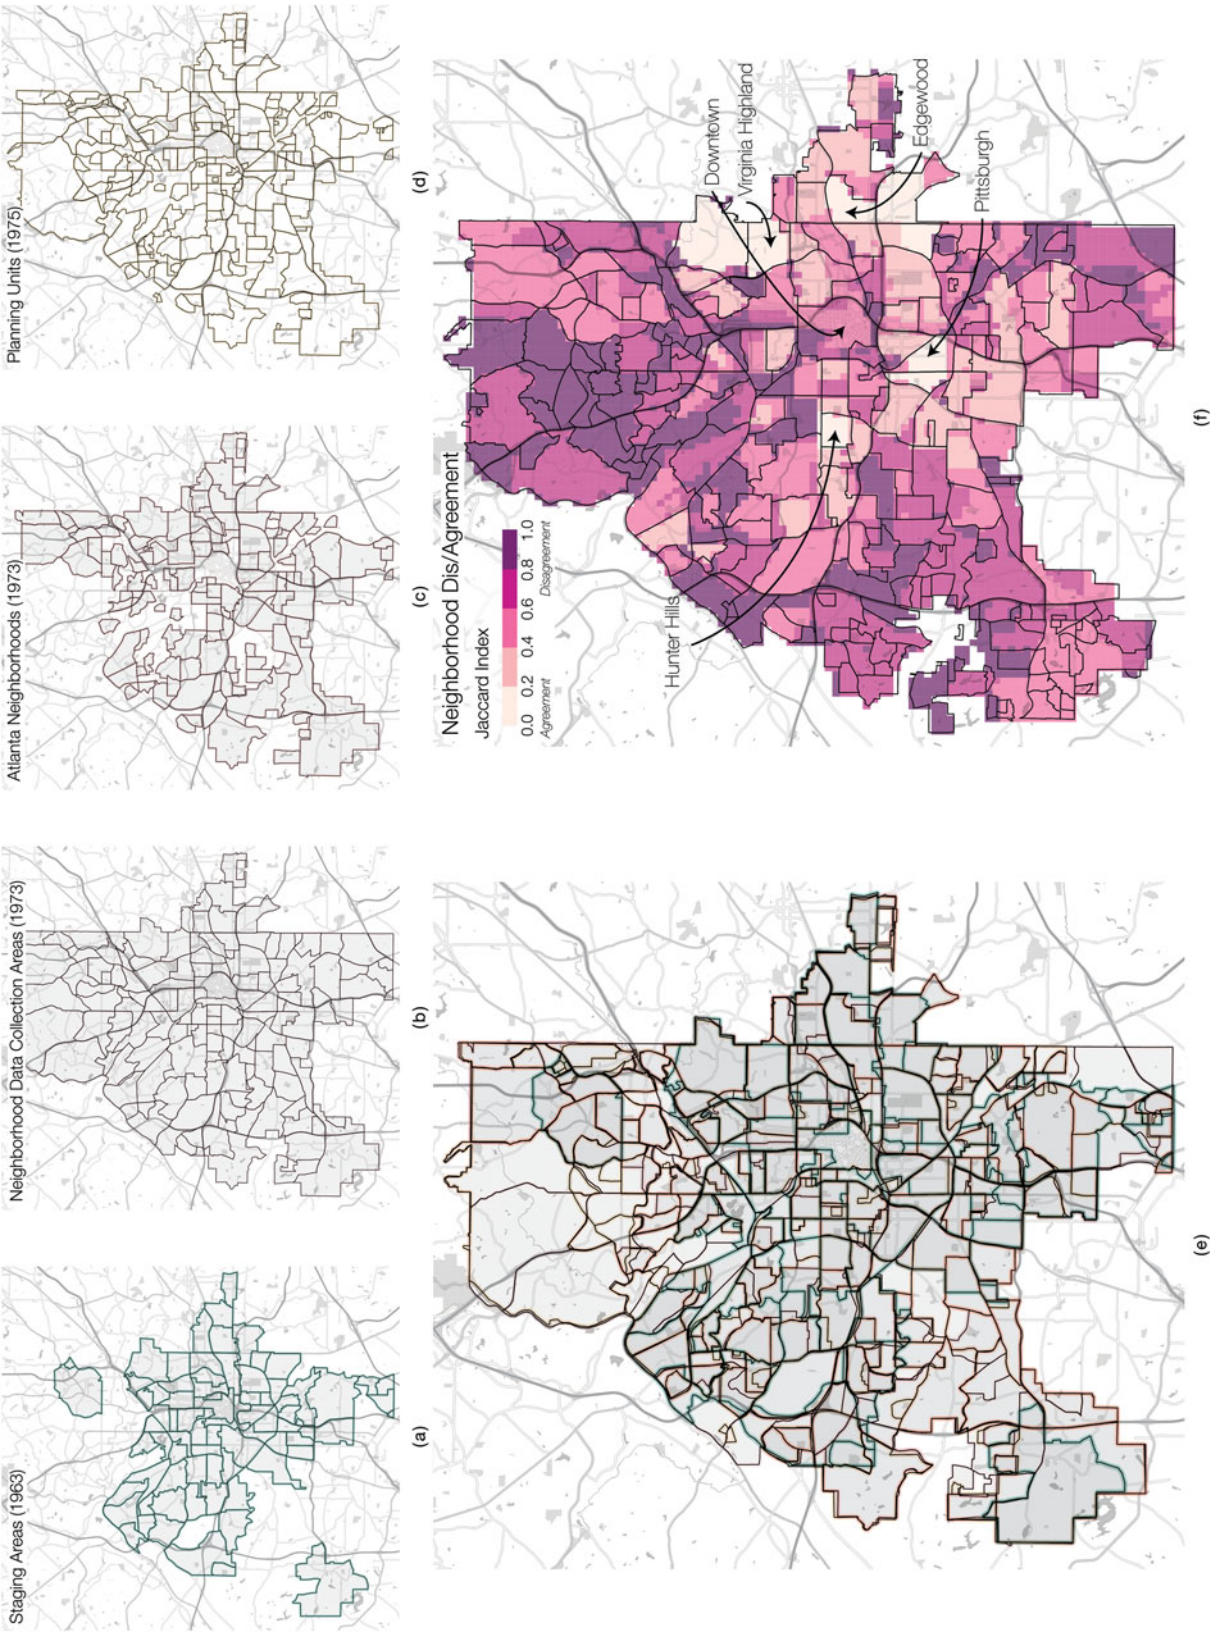 Staging Areas (1963)
(a)
Neighborhood Data Collection Areas (1973)
(b)
Atlanta Neighborhoods (1973)
(c)
Planning Units (1975)
(d)
(e)
Neighborhood Dis/Agreement
Jaccard Index
0.0 0.2 0.4 0.6 0.8 1.0
Agreement Disagreement
Hunter Hills
Downtown
Virginia Highland
Edgewood
Pittsburgh
(f)